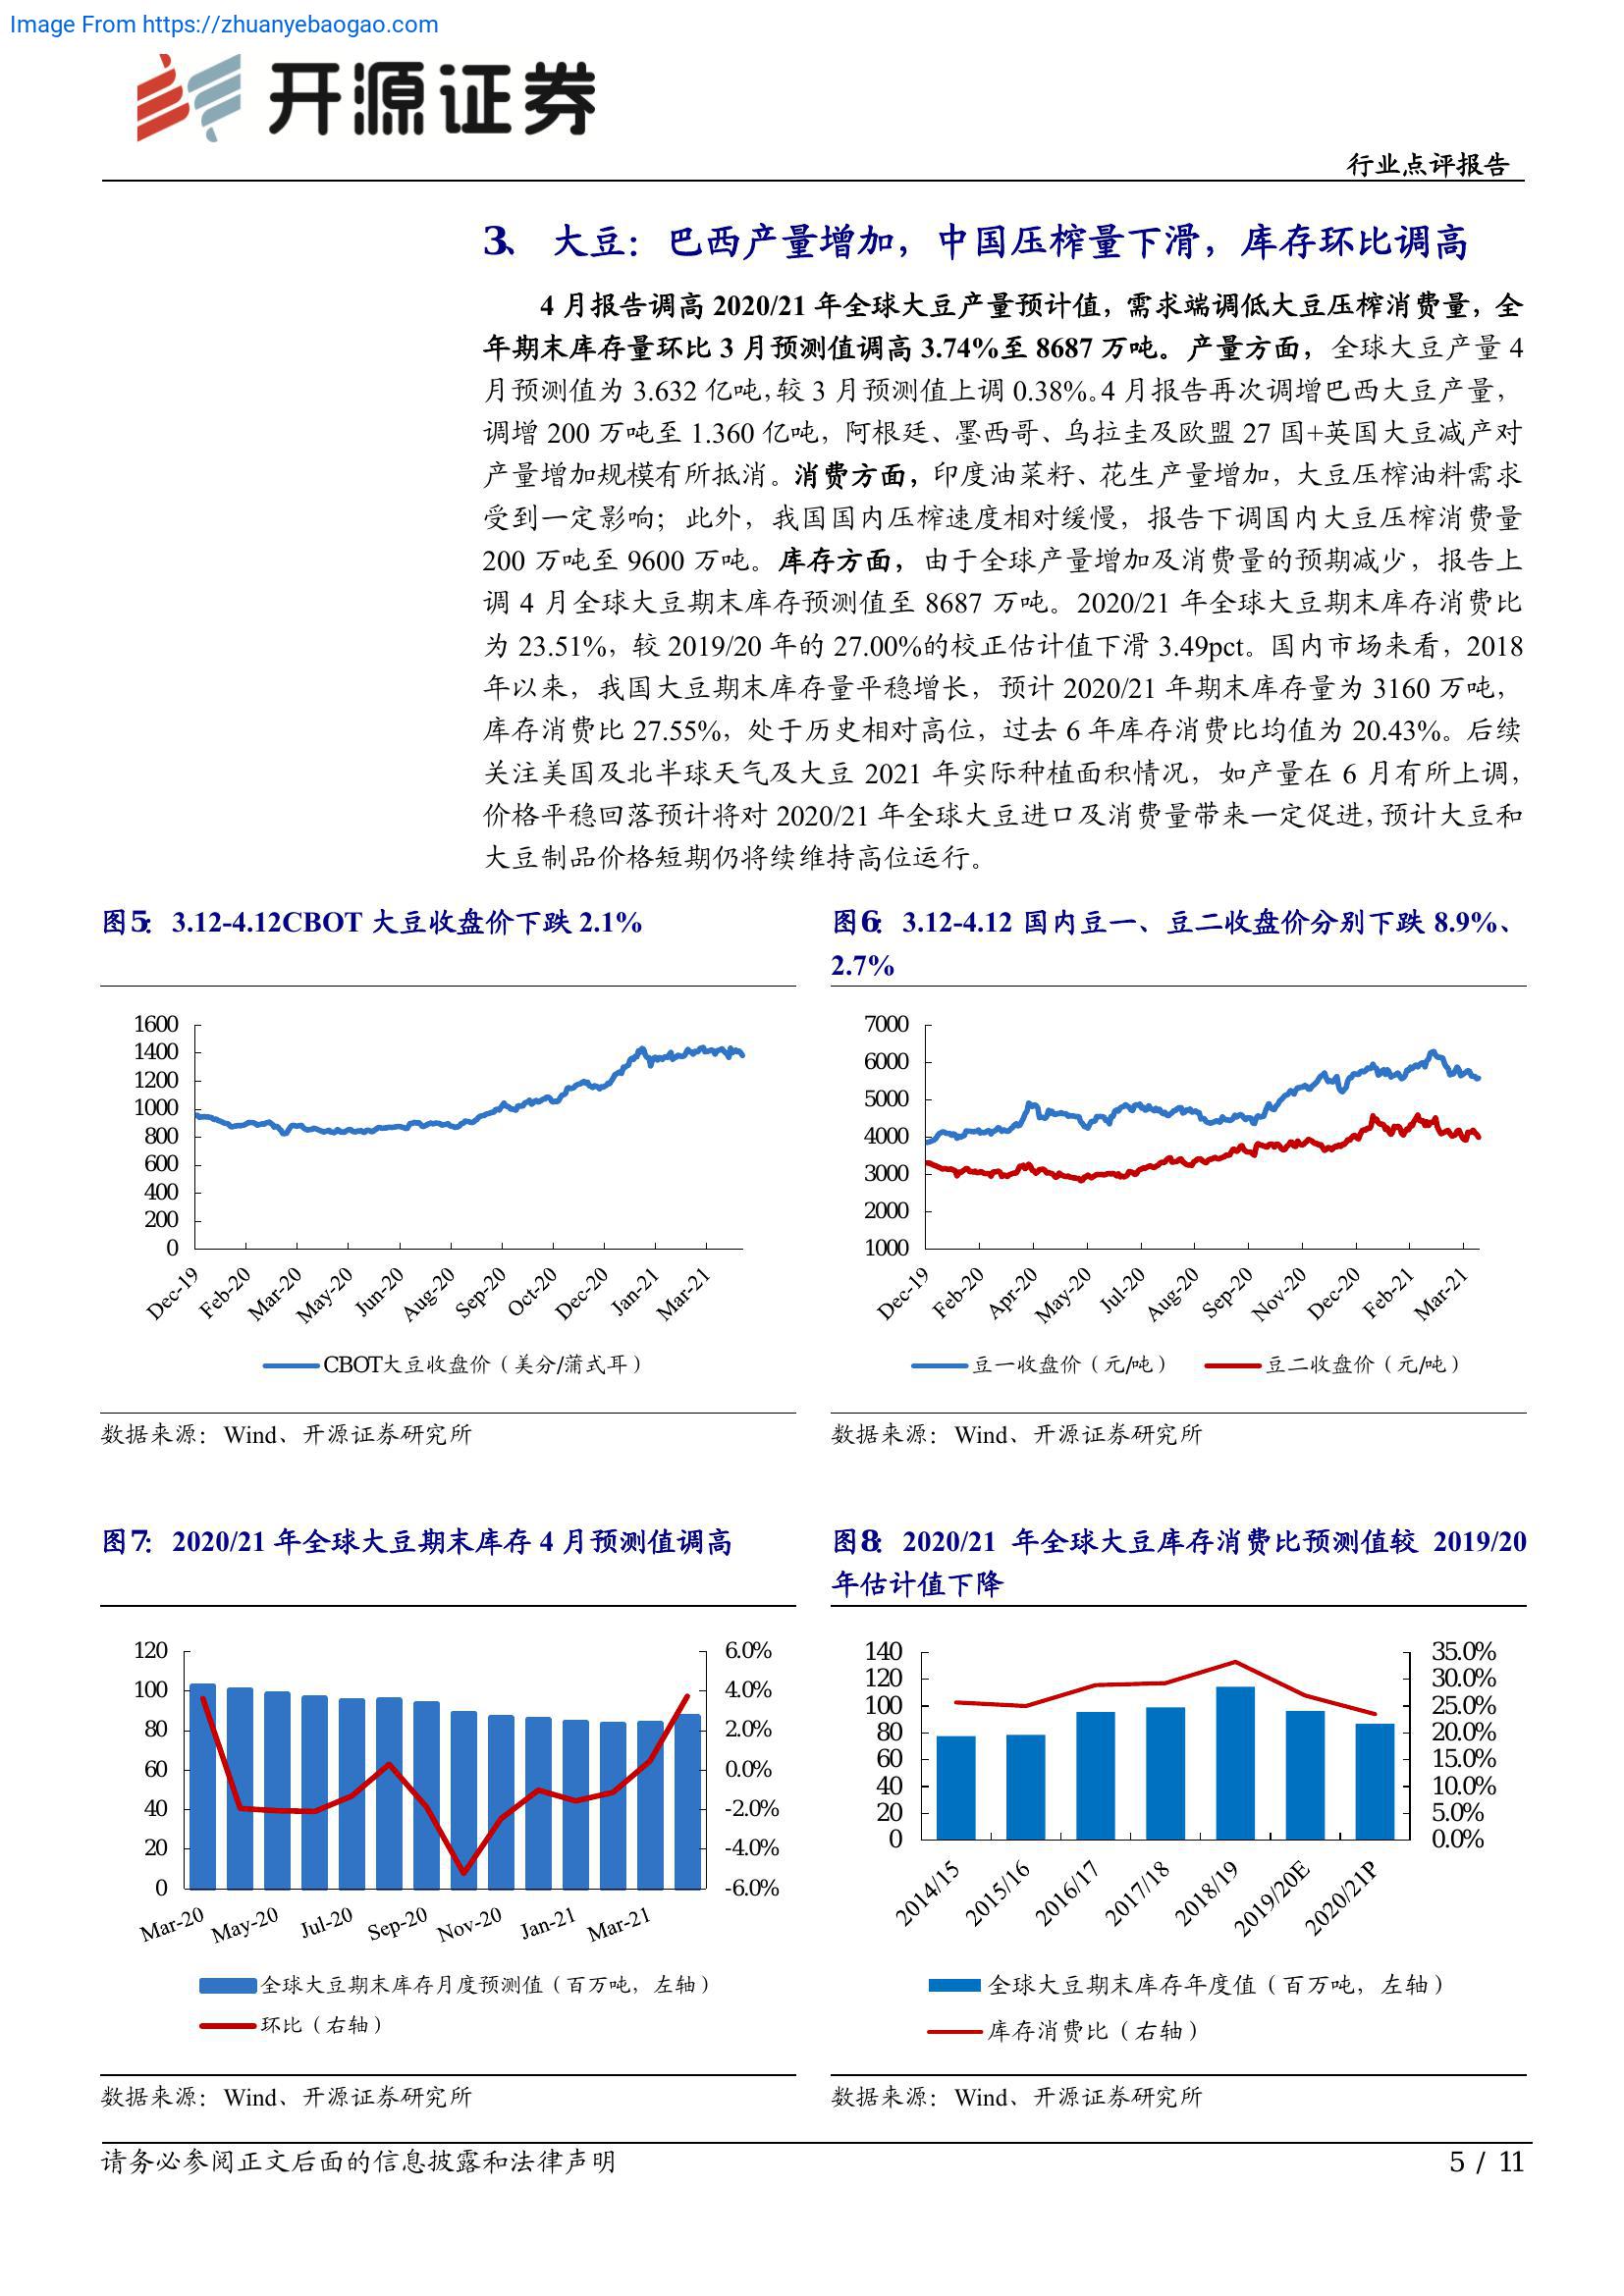 Image From https://zhuanyebaogao.com
开源证券
行业点评报告
3、 大豆：巴西产量增加，中国压榨量下滑，库存环比调高
4 月报告调高 2020/21 年全球大豆产量预计值，需求端调低大豆压榨消费量，全
年期末库存量环比 3 月预测值调高 3.74%至 8687 万吨。产量方面，全球大豆产量 4
月预测值为 3.632 亿吨，较 3 月预测值上调 0.38%。4 月报告再次调增巴西大豆产量，
调增 200 万吨至 1.360 亿吨，阿根廷、墨西哥、乌拉圭及欧盟 27 国+英国大豆减产对
产量增加规模有所抵消。消费方面，印度油菜籽、花生产量增加，大豆压榨油料需求
受到一定影响；此外，我国国内压榨速度相对缓慢，报告下调国内大豆压榨消费量
200 万吨至 9600 万吨。库存方面，由于全球产量增加及消费量的预期减少，报告上
调 4 月全球大豆期末库存预测值至 8687 万吨。2020/21 年全球大豆期末库存消费比
为 23.51%，较 2019/20 年的 27.00%的校正估计值下滑 3.49pct。国内市场来看，2018
年以来，我国大豆期末库存量平稳增长，预计 2020/21 年期末库存量为 3160 万吨，
库存消费比 27.55%，处于历史相对高位，过去 6 年库存消费比均值为 20.43%。后续
关注美国及北半球天气及大豆 2021 年实际种植面积情况，如产量在 6 月有所上调，
价格平稳回落预计将对 2020/21 年全球大豆进口及消费量带来一定促进，预计大豆和
大豆制品价格短期仍将续维持高位运行。
图5： 3.12-4.12CBOT 大豆收盘价下跌 2.1%
1600
1400
1200
1000
800
600
400
200
0
Dec-19 Feb-20 Mar-20 May-20 Jun-20 Aug-20 Sep-20 Oct-20 Dec-20 Jan-21 Mar-21
CBOT大豆收盘价（美分/蒲式耳）
数据来源：Wind、开源证券研究所
图6： 3.12-4.12 国内豆一、豆二收盘价分别下跌 8.9%、
2.7%
7000
6000
5000
4000
3000
2000
1000
Dec-19 Feb-20 Apr-20 May-20 Jul-20 Aug-20 Sep-20 Nov-20 Dec-20 Feb-21 Mar-21
豆一收盘价（元/吨） 豆二收盘价（元/吨）
数据来源：Wind、开源证券研究所
图7： 2020/21 年全球大豆期末库存 4 月预测值调高
120 6.0%
100 4.0%
80 2.0%
60 0.0%
40 -2.0%
20 -4.0%
0 -6.0%
Mar-20 May-20 Jul-20 Sep-20 Nov-20 Jan-21 Mar-21
全球大豆期末库存月度预测值（百万吨，左轴）
环比（右轴）
数据来源：Wind、开源证券研究所
图8： 2020/21 年全球大豆库存消费比预测值较 2019/20
年估计值下降
140 35.0%
120 30.0%
100 25.0%
80 20.0%
60 15.0%
40 10.0%
20 5.0%
0 0.0%
2014/15 2015/16 2016/17 2017/18 2018/19 2019/20E 2020/21P
全球大豆期末库存年度值（百万吨，左轴）
库存消费比（右轴）
数据来源：Wind、开源证券研究所
请务必参阅正文后面的信息披露和法律声明
5 / 11